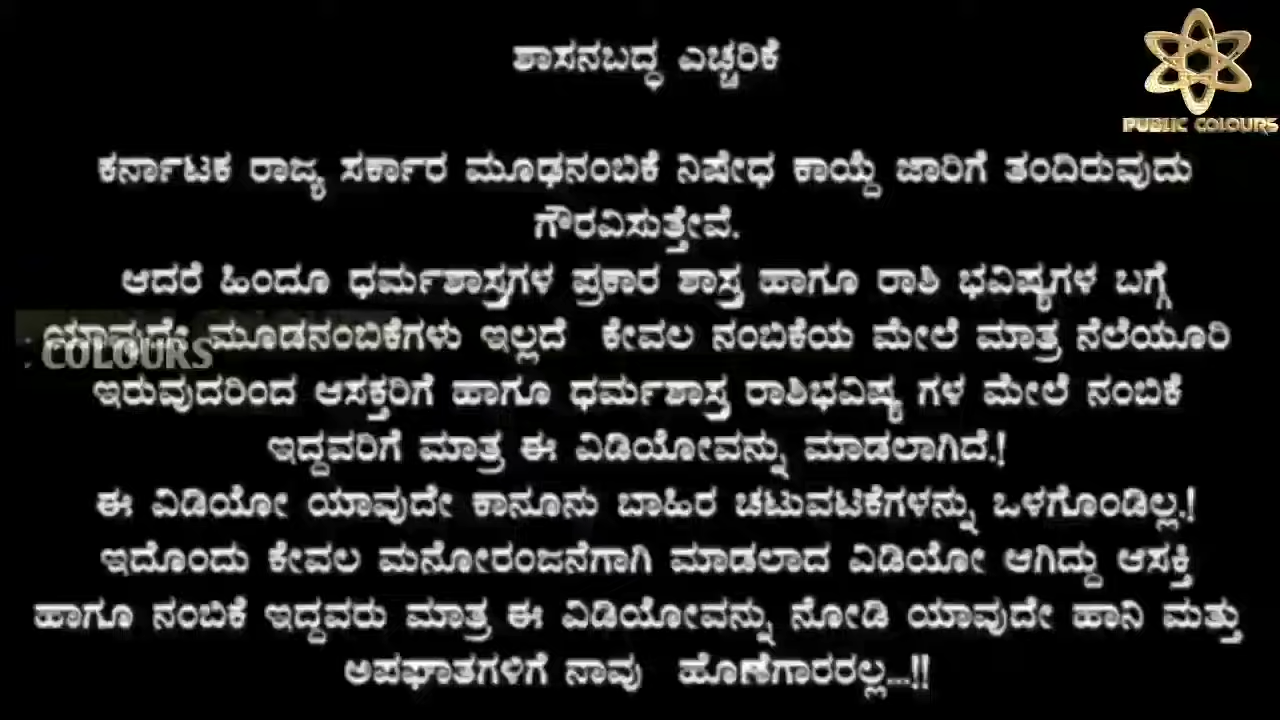 ಶಾಸನಬದ್ಧ ಎಚ್ಚರಿಕೆ
PUBLIC COLOURS
ಕರ್ನಾಟಕ ರಾಜ್ಯ ಸರ್ಕಾರ ಮೂಢನಂಬಿಕೆ ನಿಷೇಧ ಕಾಯ್ದೆ ಜಾರಿಗೆ ತಂದಿರುವುದು
ಗೌರವಿಸುತ್ತೇವೆ.
ಆದರೆ ಹಿಂದೂ ಧರ್ಮಶಾಸ್ತ್ರಗಳ ಪ್ರಕಾರ ಶಾಸ್ತ್ರ ಹಾಗೂ ರಾಶಿ ಭವಿಷ್ಯಗಳ ಬಗ್ಗೆ
ಯಾವುದೇ ಮೂಡನಂಬಿಕೆಗಳು ಇಲ್ಲದೆ ಕೇವಲ ನಂಬಿಕೆಯ ಮೇಲೆ ಮಾತ್ರ ನೆಲೆಯೂರಿ
COLOURS
ಇರುವುದರಿಂದ ಆಸಕ್ತರಿಗೆ ಹಾಗೂ ಧರ್ಮಶಾಸ್ತ್ರ ರಾಶಿಭವಿಷ್ಯ ಗಳ ಮೇಲೆ ನಂಬಿಕೆ
ಇದ್ದವರಿಗೆ ಮಾತ್ರ ಈ ವಿಡಿಯೋವನ್ನು ಮಾಡಲಾಗಿದೆ.!
ಈ ವಿಡಿಯೋ ಯಾವುದೇ ಕಾನೂನು ಬಾಹಿರ ಚಟುವಟಿಕೆಗಳನ್ನು ಒಳಗೊಂಡಿಲ್ಲ.!
ಇದೊಂದು ಕೇವಲ ಮನೋರಂಜನೆಗಾಗಿ ಮಾಡಲಾದ ವಿಡಿಯೋ ಆಗಿದ್ದು ಆಸಕ್ತಿ
ಹಾಗೂ ನಂಬಿಕೆ ಇದ್ದವರು ಮಾತ್ರ ಈ ವಿಡಿಯೋವನ್ನು ನೋಡಿ ಯಾವುದೇ ಹಾನಿ ಮತ್ತು
ಅಪಘಾತಗಳಿಗೆ ನಾವು ಹೊಣೆಗಾರರಲ್ಲ...!!